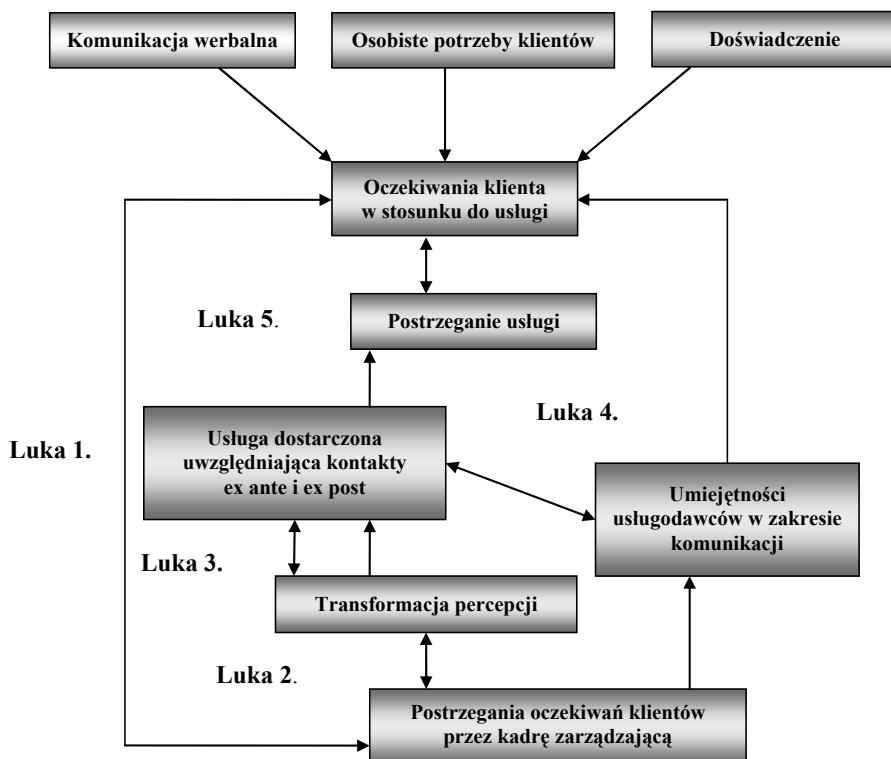 Komunikacja werbalna
Osobiste potrzeby klientów
Doświadczenie
Oczekiwania klienta
w stosunku do usługi
Luka 5.
Postrzeganie usługi
Luka 4.
Luka 1.
Usługa dostarczona
uwzględniająca kontakty
ex ante i ex post
Umiejętności
usługodawców w zakresie
komunikacji
Luka 3.
Transformacja percepcji
Luka 2.
Postrzegania oczekiwań klientów
przez kadrę zarządzającą